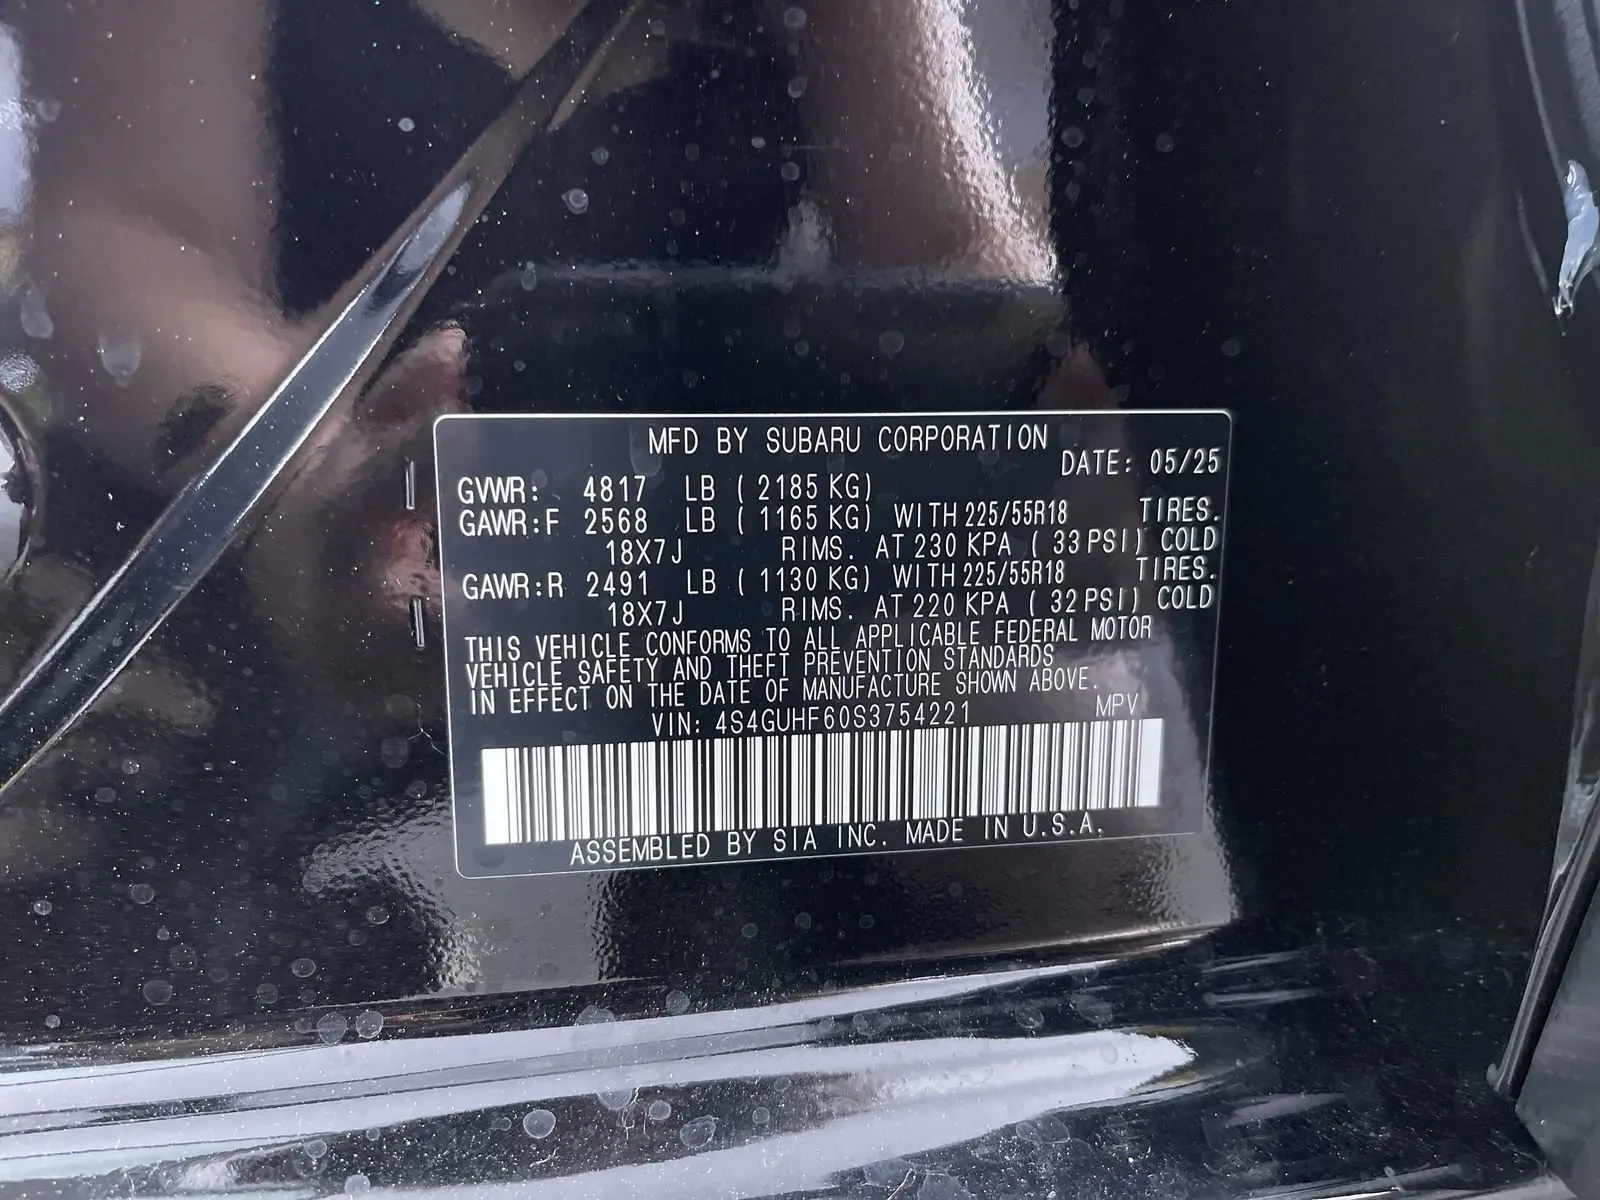 MFD BY SUBARU CORPORATION
DATE: 05/25
GVWR: 4817 LB (2185 KG)
GAWR:F 2568 LB (1165 KG) WITH 225/55R18 TIRES.
18X7J RIMS. AT 230 KPA (33 PSI) COLD
GAWR:R 2491 LB (1130 KG) WITH 225/55R18 TIRES.
18X7J RIMS. AT 220 KPA (32 PSI) COLD
THIS VEHICLE CONFORMS TO ALL APPLICABLE FEDERAL MOTOR
VEHICLE SAFETY AND THEFT PREVENTION STANDARDS
IN EFFECT ON THE DATE OF MANUFACTURE SHOWN ABOVE.
VIN: 4S4GUHF60S3754221 MPV
ASSEMBLED BY SIA INC. MADE IN U.S.A.